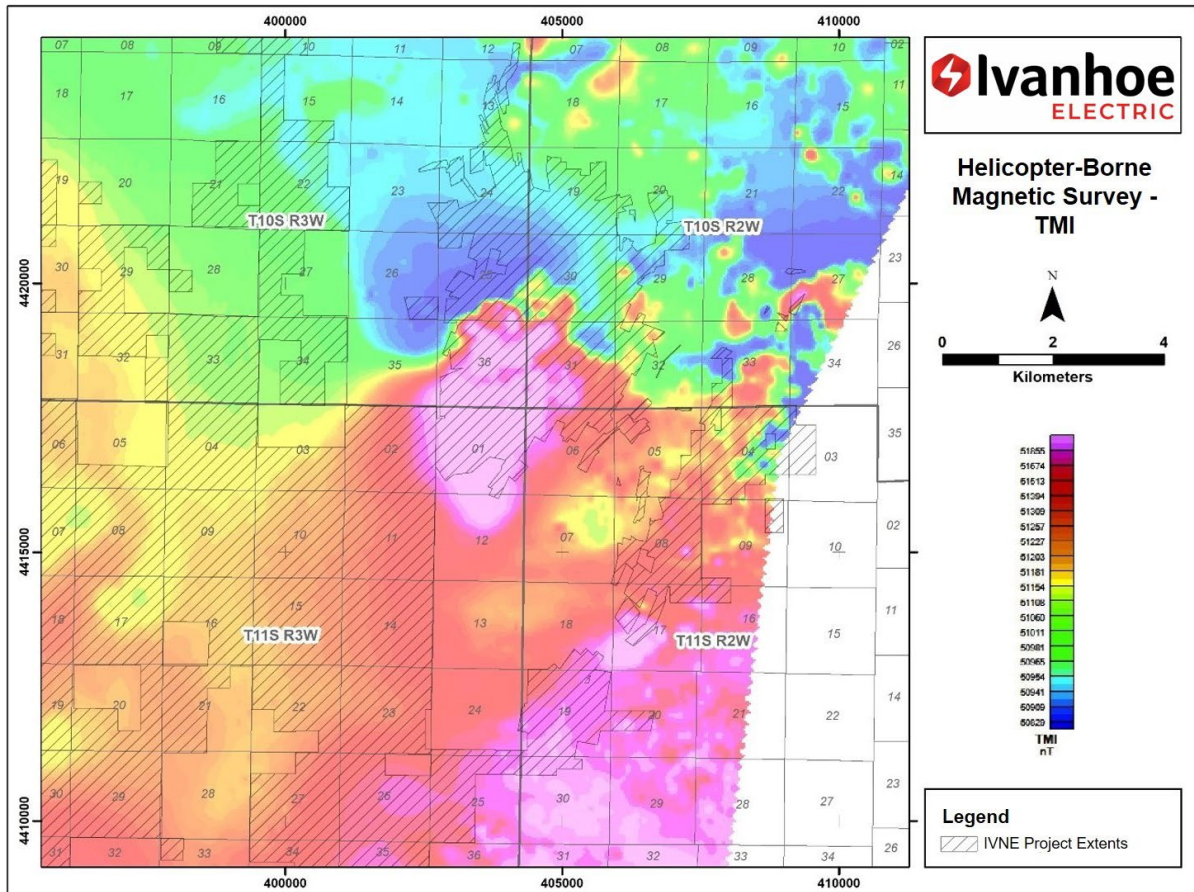 400000 405000 410000
07 08 09 10 11 12 07 08 09 10 02
11
18 17 16 15 14 13 18 17 16 15
14
19 20 21 22 23 24 19 20 21 22
T10S R3W T10S R2W
23
30 29 28 27 26 25 30 29 28 27
4420000 4420000
26
31 32 33 34 35 36 31 32 33 34
35
06 05 04 03 02 01 06 05 04 03
02
07 08 09 10 11 12 07 08 09 10
4415000 4415000
11
18 17 16 15 14 13 18 17 16 15
T11S R3W T11S R2W
14
19 20 21 22 23 24 19 20 21 22
23
30 29 28 27 26 25 30 29 28 27
4410000 4410000
26
31 32 33 34 35 36 31 32 33 34
400000 405000 410000
Ivanhoe
ELECTRIC
Helicopter-Borne
Magnetic Survey -
TMI
N
0 2 4
Kilometers
51855
51674
51513
51394
51309
51257
51227
51203
51181
51154
51108
51060
51011
50981
50965
50954
50941
50909
50829
TMI
nT
Legend
IVNE Project Extents